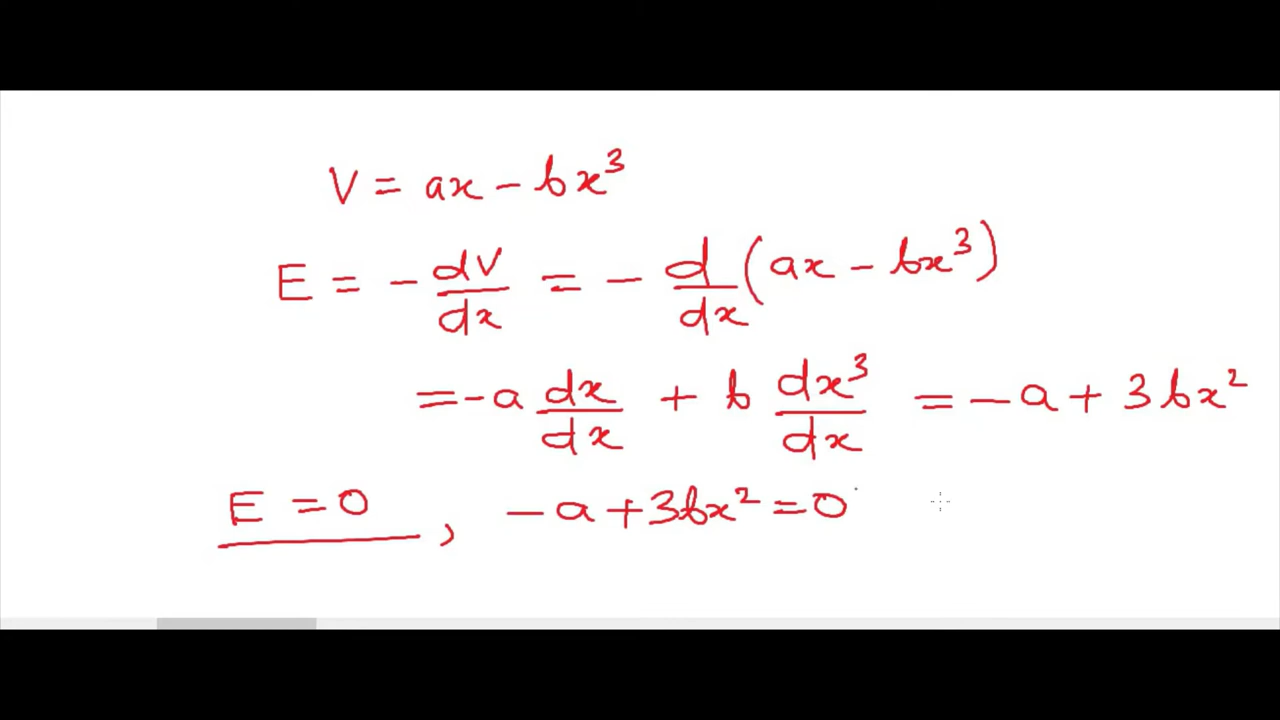 V = ax - bx³
E = - dV/dx = - d/dx (ax - bx³)
= -a dx/dx + b dx³/dx = -a + 3bx²
E = 0 , -a + 3bx² = 0